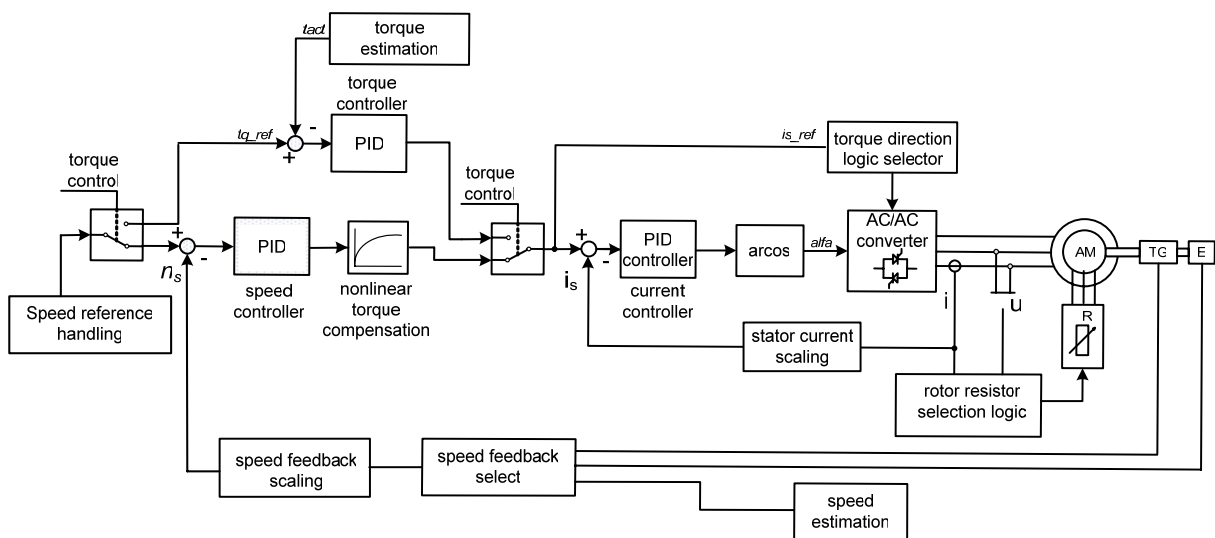 tact
torque
estimation
torque
controller
tq_ref
-
+
PID
is_ref
torque direction
logic selector
torque
control
torque
control
+
-
n_s
PID
speed
controller
nonlinear
torque
compensation
+
-
i_s
PID
controller
current
controller
arcos
alfa
AC/AC
converter
AM
TG
E
i
u
R
Speed reference
handling
stator current
scaling
rotor resistor
selection logic
speed feedback
scaling
speed feedback
select
speed
estimation